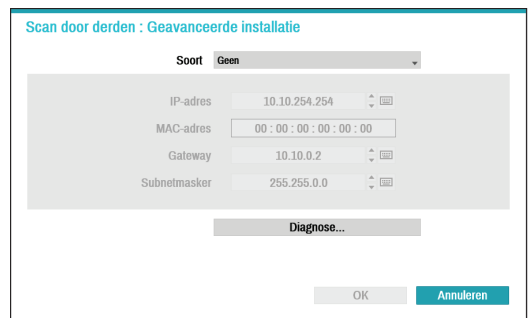 Scan door derden : Geavanceerde installatie
Soort Geen
IP-adres 10.10.254.254
MAC-adres 00 : 00 : 00 : 00 : 00 : 00
Gateway 10.10.0.2
Subnetmasker 255.255.0.0
Diagnose...
OK Annuleren